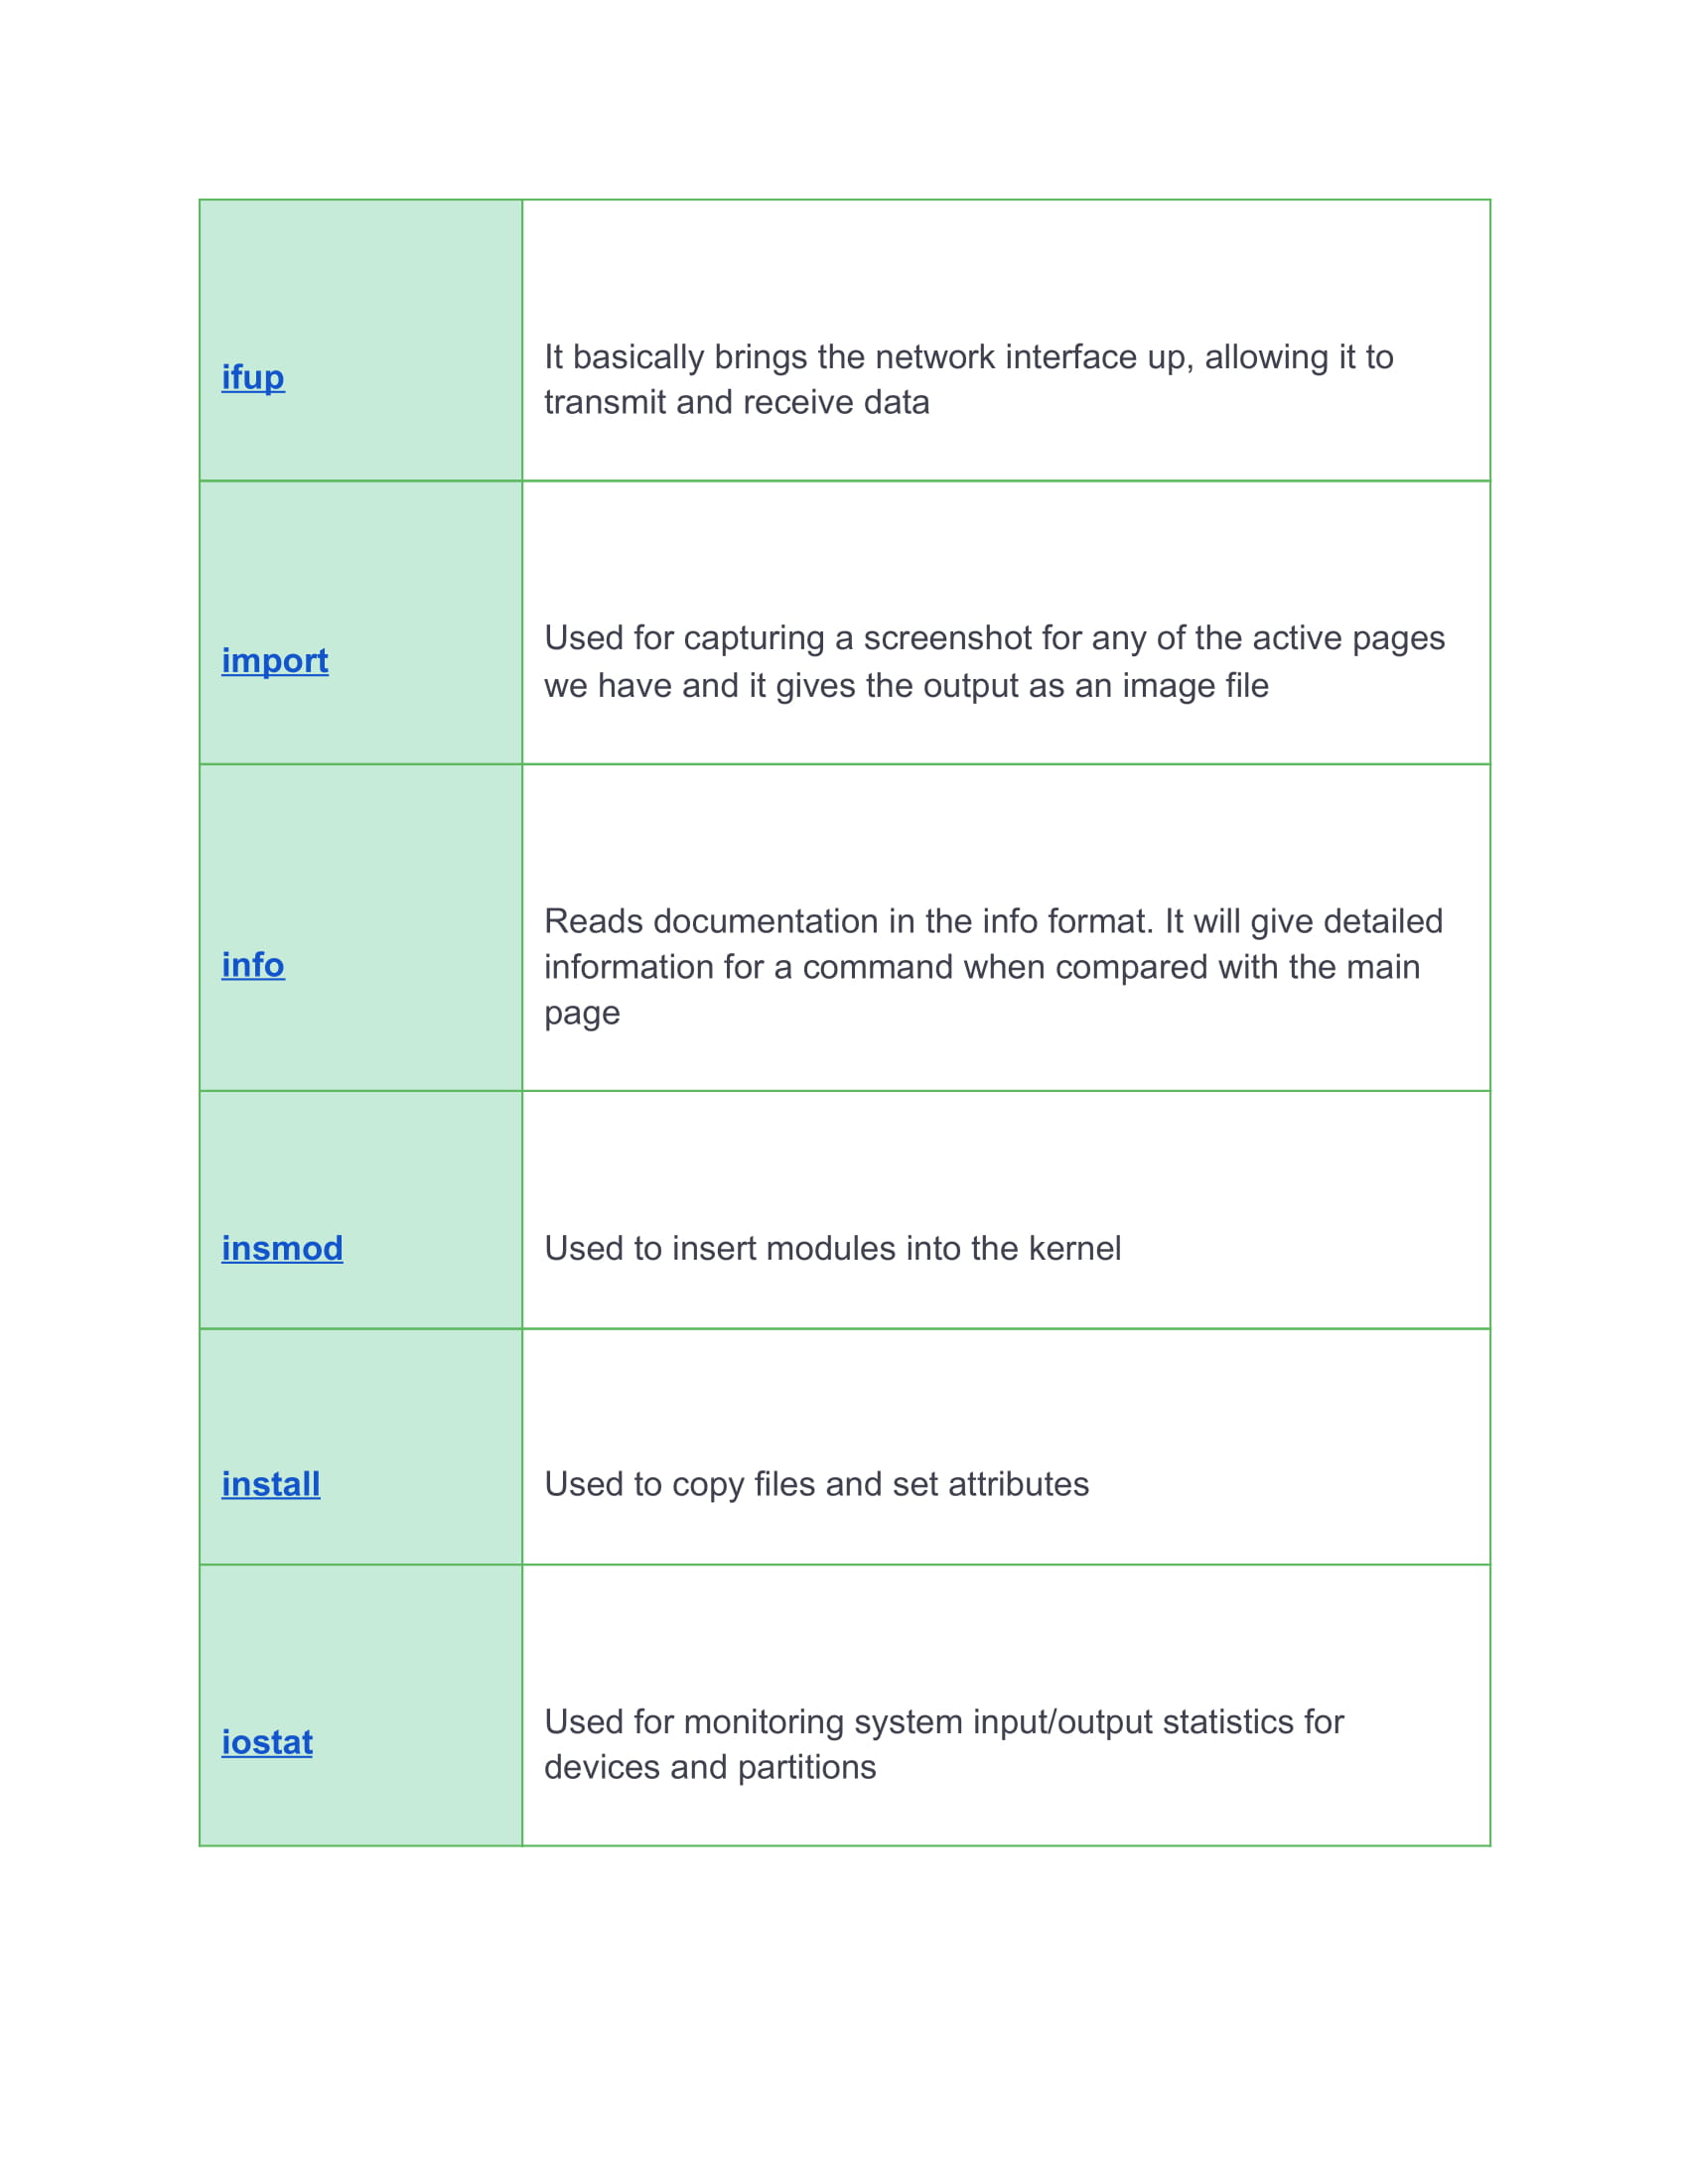 ifup
It basically brings the network interface up, allowing it to
transmit and receive data
import
Used for capturing a screenshot for any of the active pages
we have and it gives the output as an image file
info
Reads documentation in the info format. It will give detailed
information for a command when compared with the main
page
insmod
Used to insert modules into the kernel
install
Used to copy files and set attributes
iostat
Used for monitoring system input/output statistics for
devices and partitions